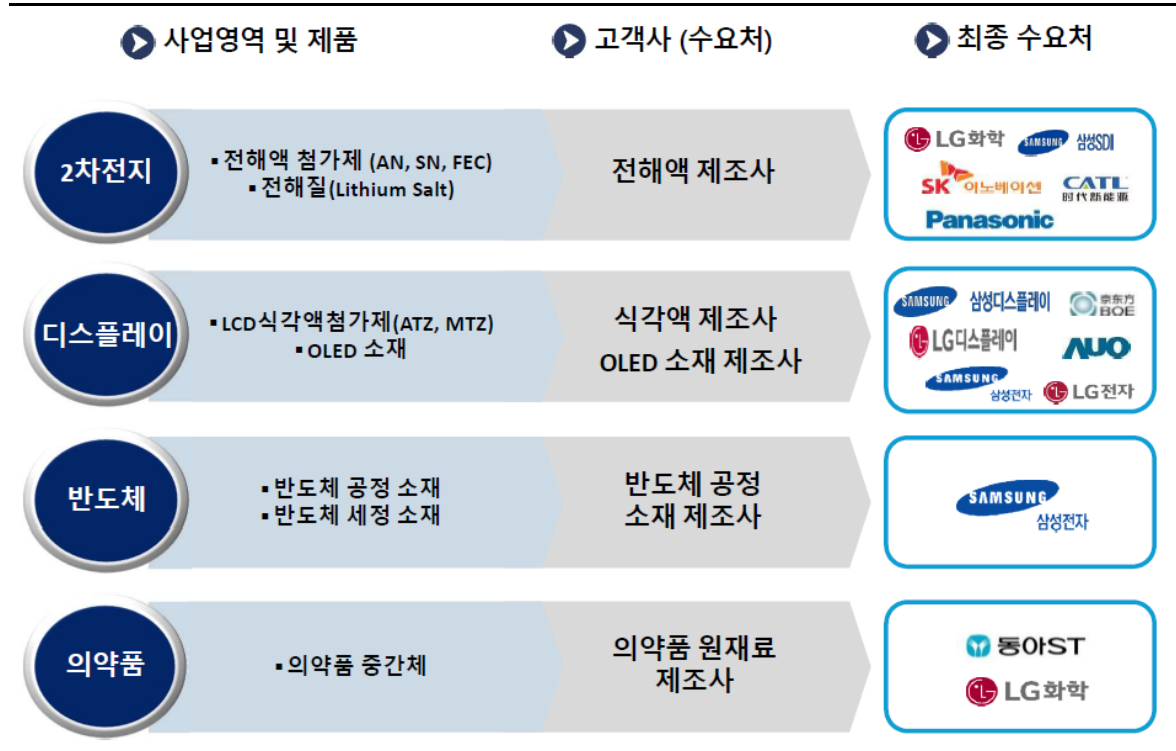 사업영역 및 제품
고객사 (수요처)
최종 수요처
2차전지
▪전해액 첨가제 (AN, SN, FEC)
▪전해질(Lithium Salt)
전해액 제조사
LG화학
SAMSUNG 삼성SDI
SK이노베이션
CATL
时代新能源
Panasonic
디스플레이
▪LCD식각액첨가제(ATZ, MTZ)
▪OLED 소재
식각액 제조사
OLED 소재 제조사
SAMSUNG 삼성디스플레이
京东方
BOE
LG디스플레이
AUO
SAMSUNG
삼성전자
LG전자
반도체
▪반도체 공정 소재
▪반도체 세정 소재
반도체 공정
소재 제조사
SAMSUNG
삼성전자
의약품
▪의약품 중간체
의약품 원재료
제조사
동아ST
LG화학